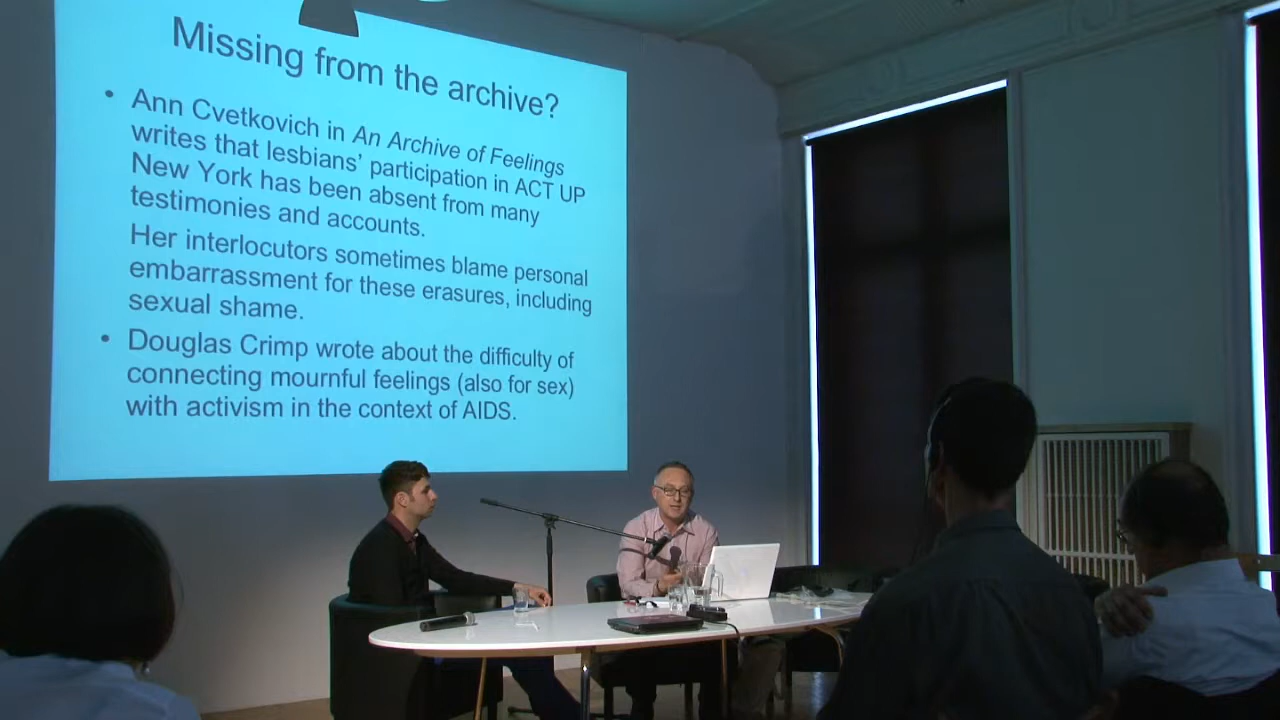 Missing from the archive?
• Ann Cvetkovich in An Archive of Feelings
writes that lesbians' participation in ACT UP
New York has been absent from many
testimonies and accounts.
Her interlocutors sometimes blame personal
embarrassment for these erasures, including
sexual shame.
• Douglas Crimp wrote about the difficulty of
connecting mournful feelings (also for sex)
with activism in the context of AIDS.